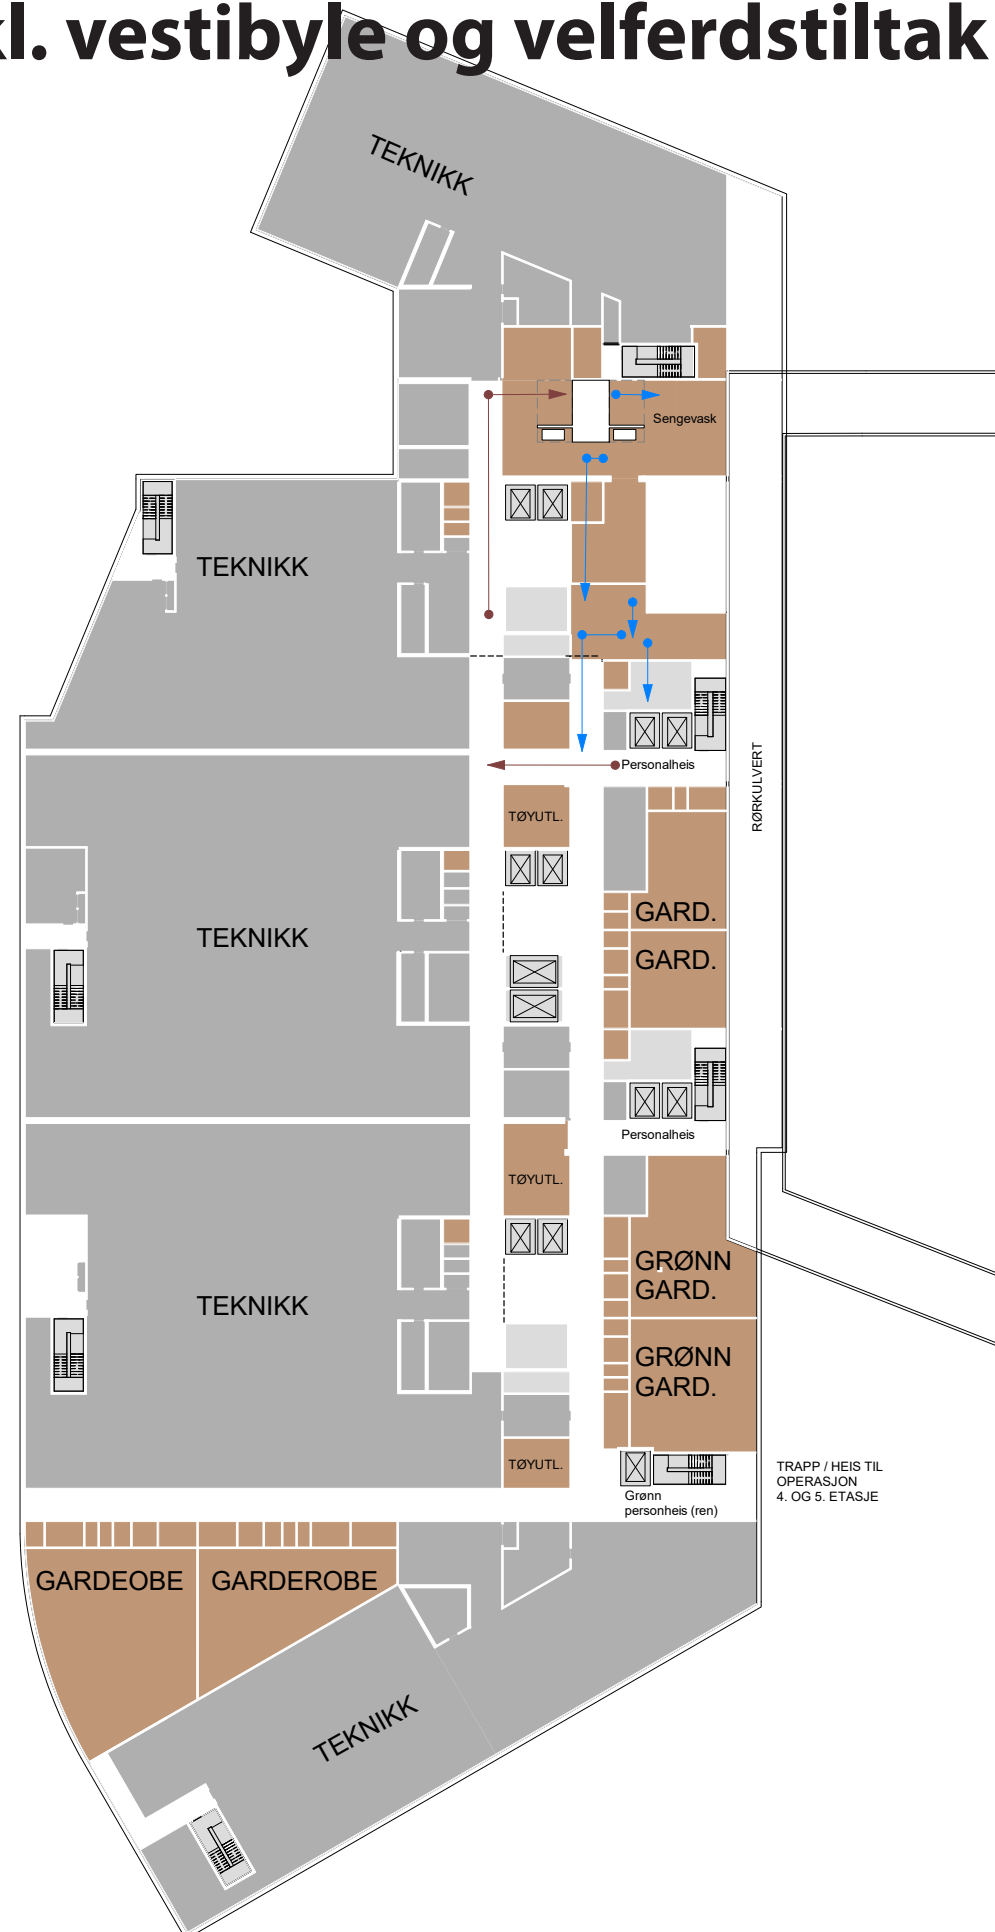 kl. vestibyle og velferdstiltak
TEKNIKK
Sengevask
TEKNIKK
Personalheis
RØRKULVERT
TØYUTL.
GARD.
TEKNIKK
GARD.
Personalheis
TØYUTL.
GRØNN
GARD.
TEKNIKK
GRØNN
GARD.
TØYUTL.
TRAPP / HEIS TIL
OPERASJON
4. OG 5. ETASJE
Grønn
personheis (ren)
GARDEOBE
GARDEROBE
TEKNIKK